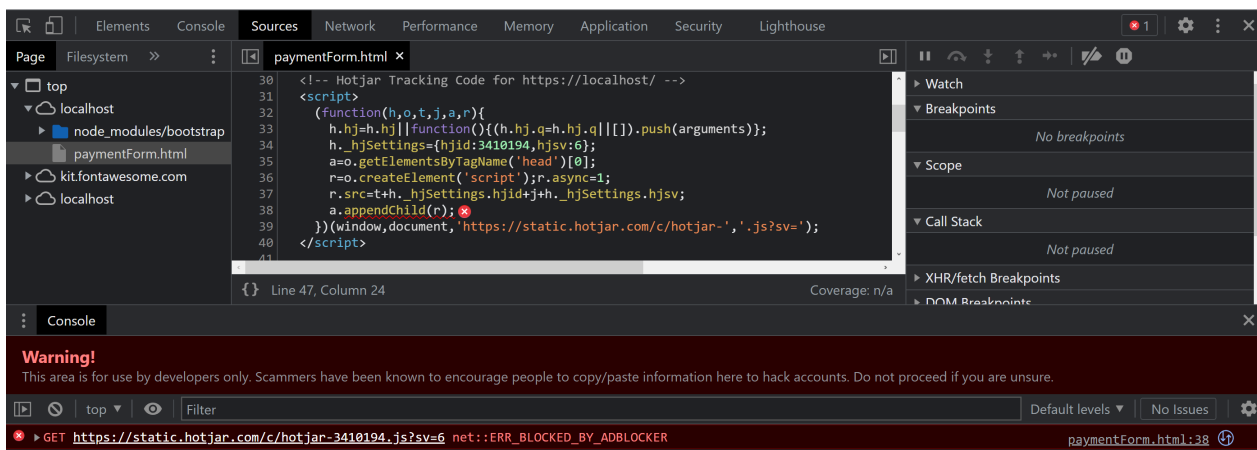 Elements Console Sources Network Performance Memory Application Security Lighthouse 1
Page Filesystem » paymentForm.html ×
top
localhost
node_modules/bootstrap
paymentForm.html
kit.fontawesome.com
localhost
30 <!-- Hotjar Tracking Code for https://localhost/ -->
31 <script>
32 (function(h,o,t,j,a,r){
33 h.hj=h.hj||function(){(h.hj.q=h.hj.q||[]).push(arguments)};
34 h._hjSettings={hjid:3410194,hjsv:6};
35 a=o.getElementsByTagName('head')[0];
36 r=o.createElement('script');r.async=1;
37 r.src=t+h._hjSettings.hjid+j+h._hjSettings.hjsv;
38 a.appendChild(r);
39 })(window,document,'https://static.hotjar.com/c/hotjar-','.js?sv=');
40 </script>
41
{} Line 47, Column 24 Coverage: n/a
Watch
Breakpoints
No breakpoints
Scope
Not paused
Call Stack
Not paused
XHR/fetch Breakpoints
DOM Breakpoints
Console
Warning!
This area is for use by developers only. Scammers have been known to encourage people to copy/paste information here to hack accounts. Do not proceed if you are unsure.
top ▼ Filter Default levels ▼ No Issues
GET https://static.hotjar.com/c/hotjar-3410194.js?sv=6 net::ERR_BLOCKED_BY_ADBLOCKER paymentForm.html:38